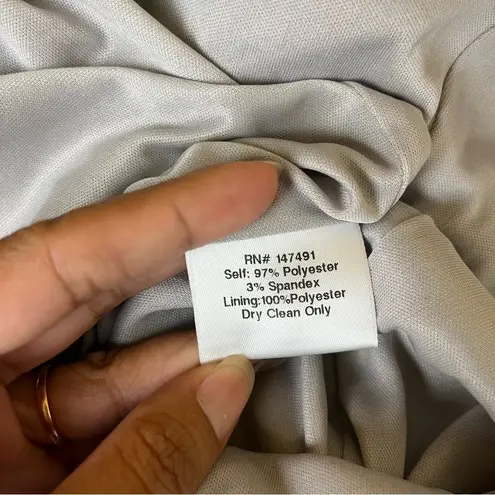 RN# 147491
Self: 97% Polyester
3% Spandex
Lining:100%Polyester
Dry Clean Only